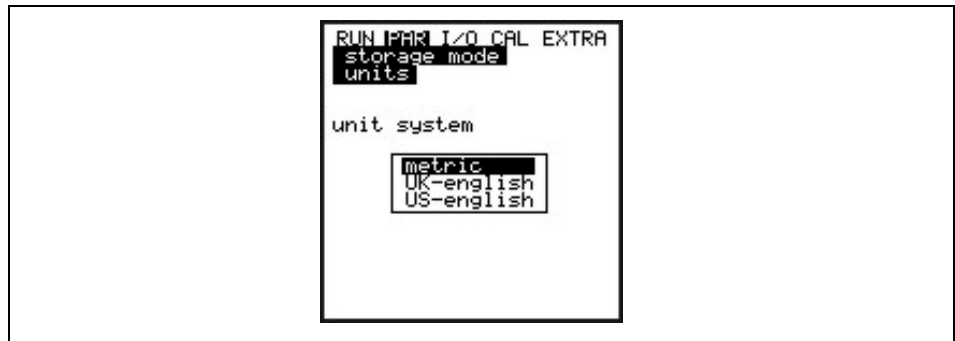 RUN PAR I/O CAL EXTRA
storage mode
units
unit system
metric
UK-english
US-english